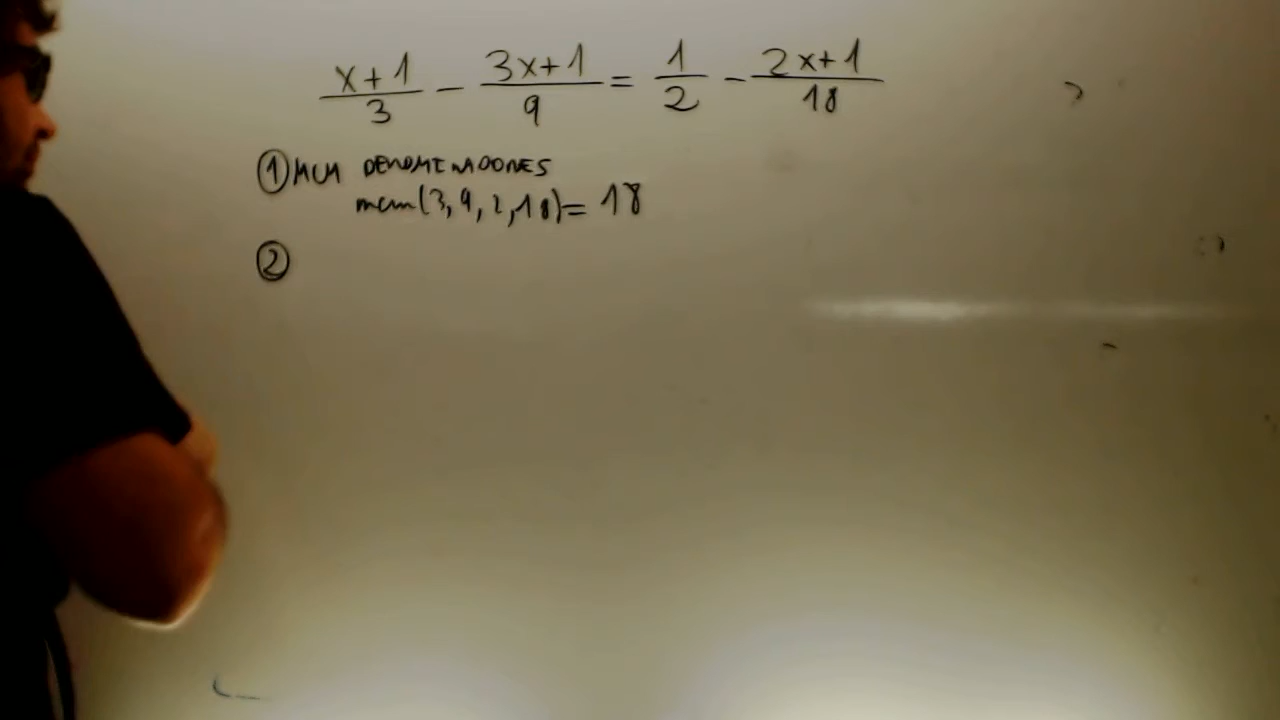 x+1/3 - 3x+1/9 = 1/2 - 2x+1/18
① MCM DENOMINADORES
mcm(3, 9, 2, 18) = 18
②